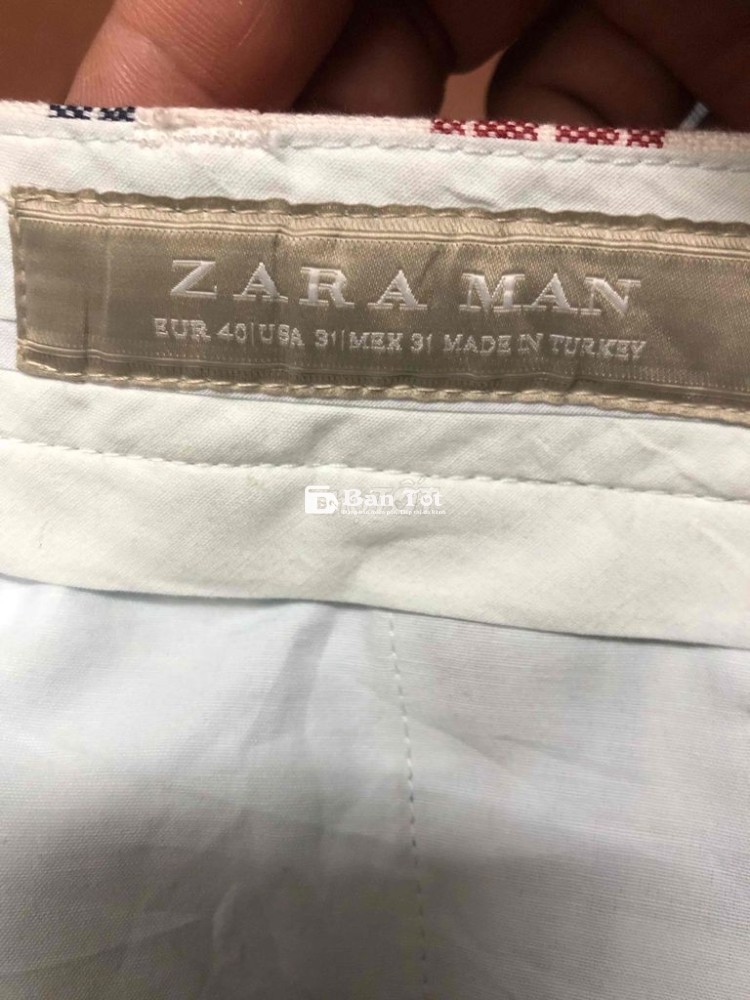 ZARA MAN
EUR 40|USA 31|MEX 31 MADE IN TURKEY
Bán Tốt